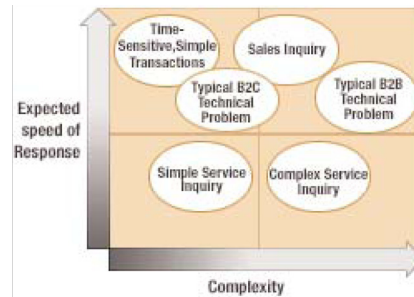 Time-
Sensitive,Simple
Transactions
Sales Inquiry
Typical B2C
Technical
Problem
Typical B2B
Technical
Problem
Expected
speed of
Response
Simple Service
Inquiry
Complex Service
Inquiry
Complexity